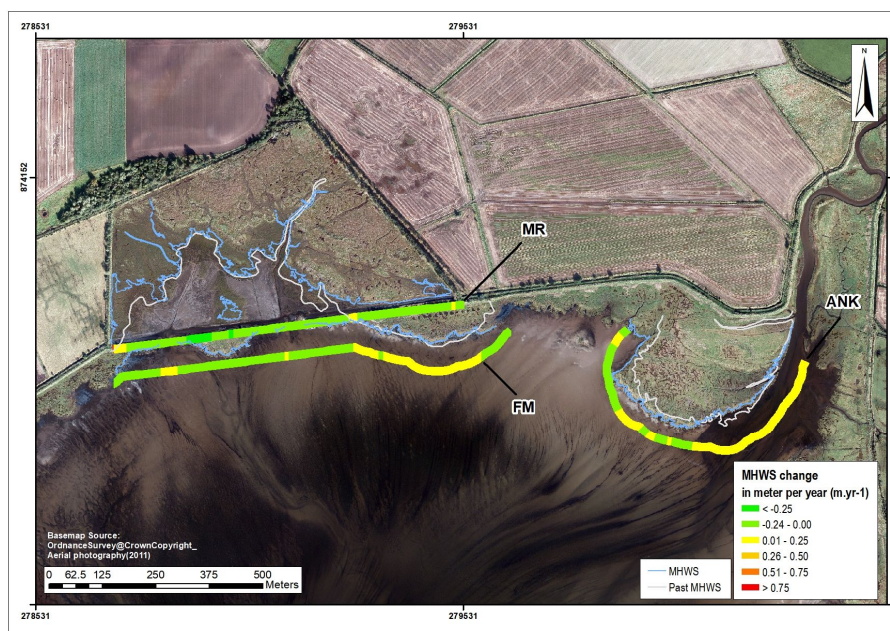 278531
279531
N
874152
874152
MR
ANK
FM
MHWS change
in meter per year (m.yr-1)
< -0.25
-0.24 - 0.00
0.01 - 0.25
0.26 - 0.50
0.51 - 0.75
> 0.75
MHWS
Past MHWS
Basemap Source:
OrdnanceSurvey@CrownCopyright_
Aerial photography(2011)
0 62.5 125 250 375 500
Meters
278531
279531